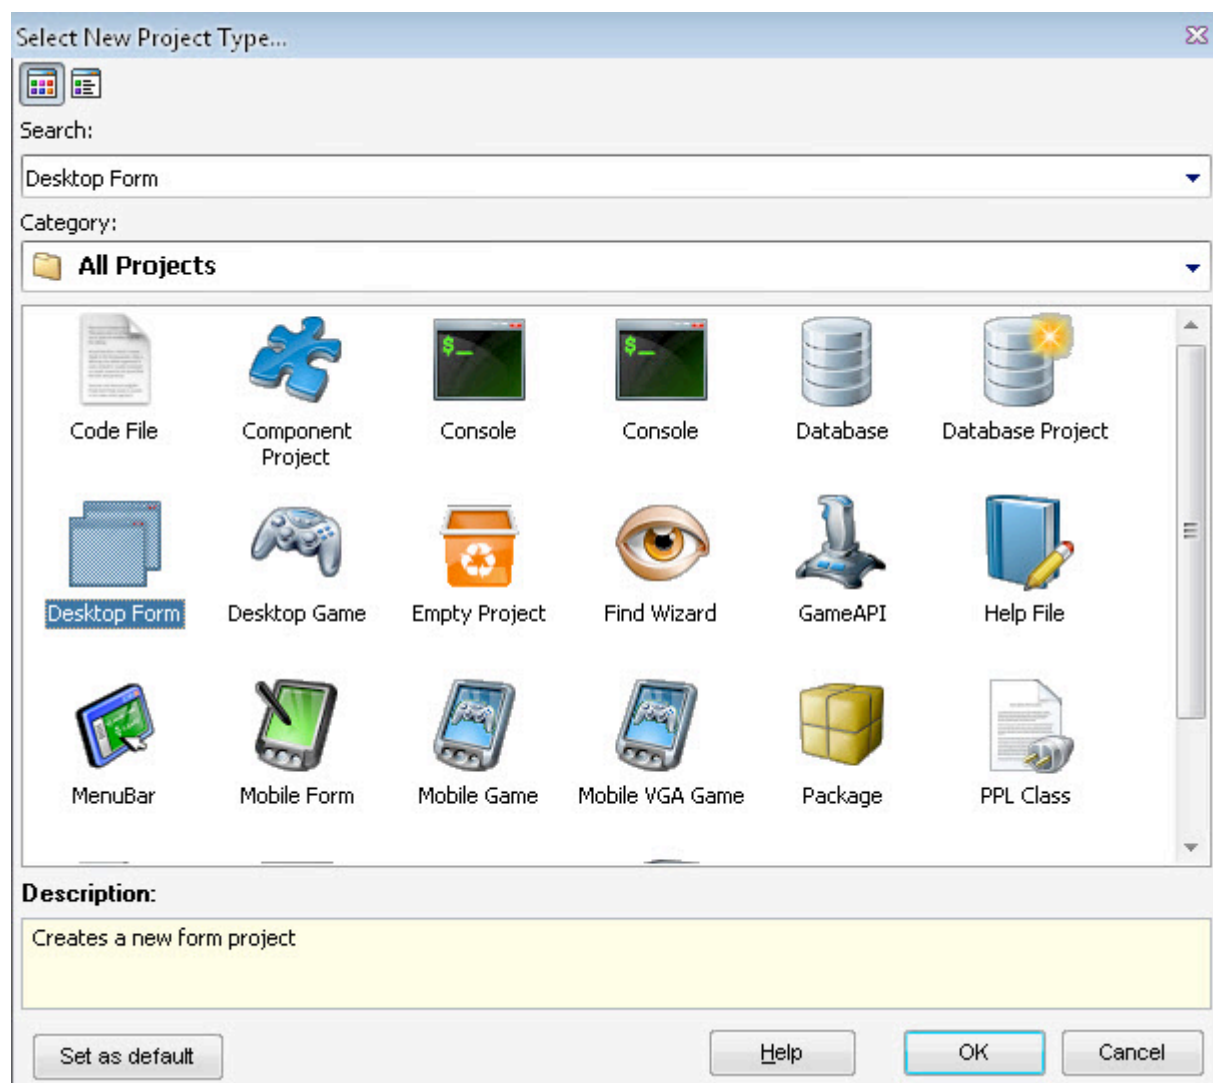 Select New Project Type...
Search:
Desktop Form
Category:
All Projects
$_ $_
Code File Component Project Console Console Database Database Project
Desktop Form Desktop Game Empty Project Find Wizard GameAPI Help File
MenuBar Mobile Form Mobile Game Mobile VGA Game Package PPL Class
Description:
Creates a new form project
Set as default Help OK Cancel